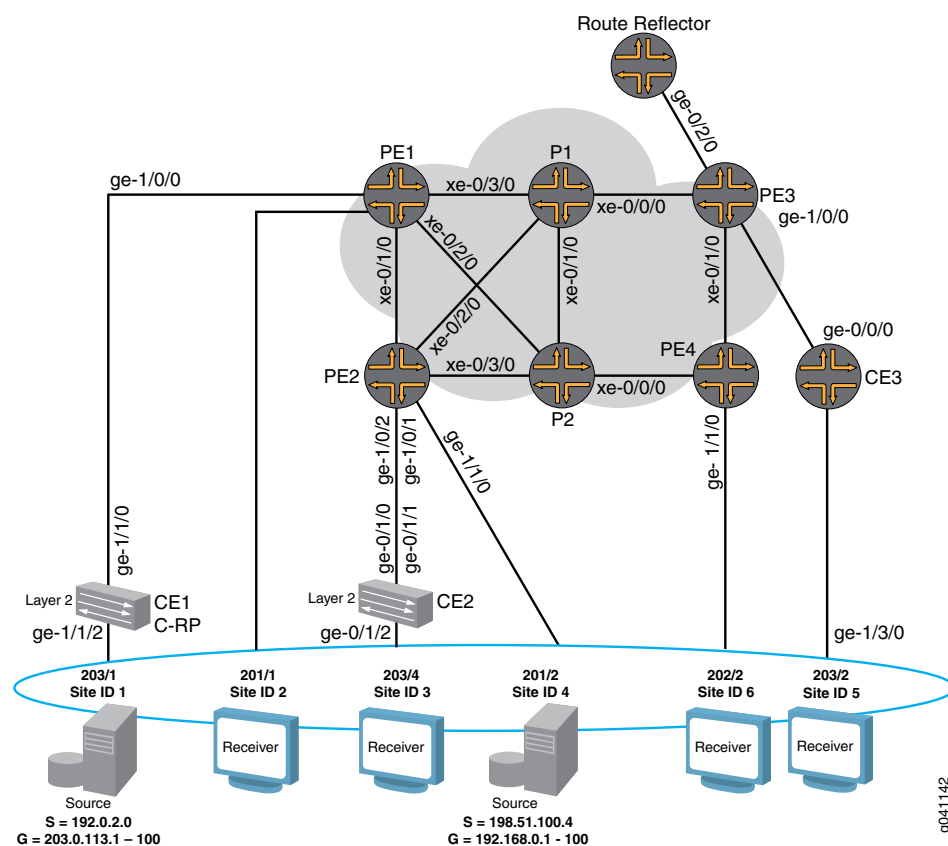 Route Reflector
ge-0/2/0
PE1
P1
ge-1/0/0
xe-0/3/0
xe-0/0/0
PE3
ge-1/0/0
xe-0/1/0
xe-0/2/0
xe-0/2/0
xe-0/1/0
xe-0/1/0
ge-0/0/0
PE2
xe-0/3/0
PE4
xe-0/0/0
P2
CE3
ge-1/0/2
ge-1/0/1
ge-1/1/0
ge- 1/1/0
ge-1/1/0
ge-0/1/0
ge-0/1/1
Layer 2
CE1
C-RP
Layer 2
CE2
ge-1/1/2
ge-0/1/2
ge-1/3/0
203/1
Site ID 1
201/1
Site ID 2
203/4
Site ID 3
201/2
Site ID 4
202/2
Site ID 6
203/2
Site ID 5
Receiver
Receiver
Receiver
Receiver
Source
S = 192.0.2.0
G = 203.0.113.1 – 100
Source
S = 198.51.100.4
G = 192.168.0.1 - 100
g041142